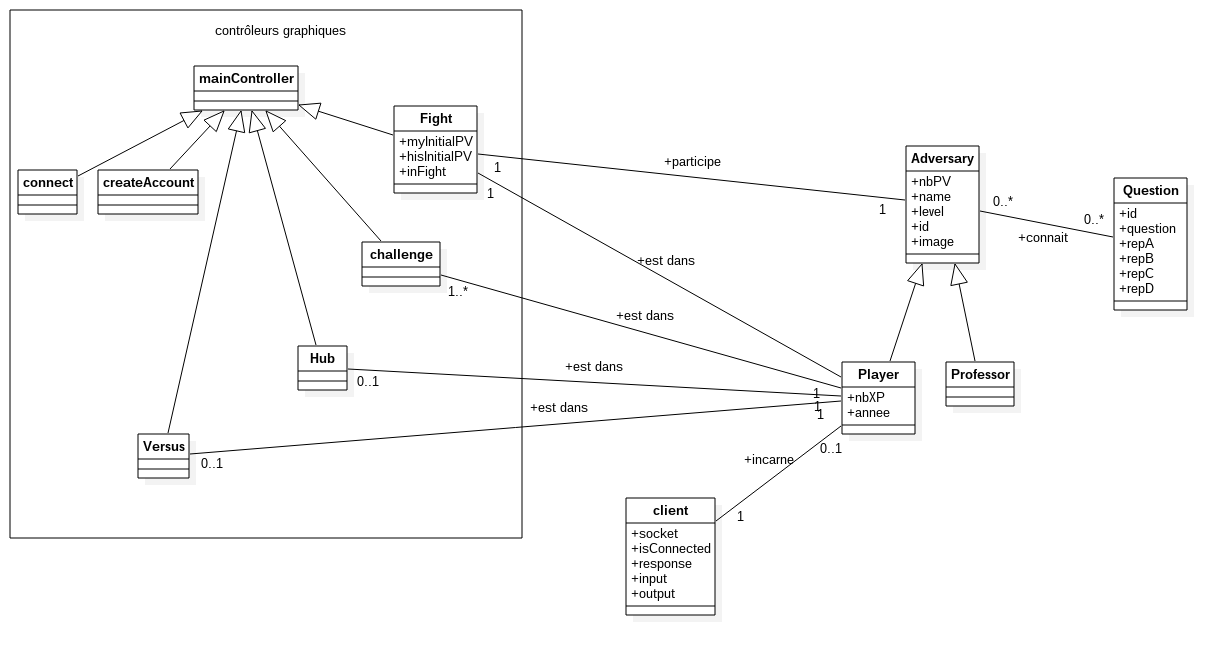 contrôleurs graphiques
mainController
Fight
+myInitialPV
+hisInitialPV
+inFight
connect
createAccount
challenge
Hub
Versus
+participe
1
1
1
+est dans
1..*
+est dans
0..1
+est dans
0..1
+est dans
1
1
1
Adversary
+nbPV
+name
+level
+id
+image
0..*
0..*
+connait
Question
+id
+question
+repA
+repB
+repC
+repD
Player
+nbXP
+annee
Professor
0..1
+incarne
1
client
+socket
+isConnected
+response
+input
+output